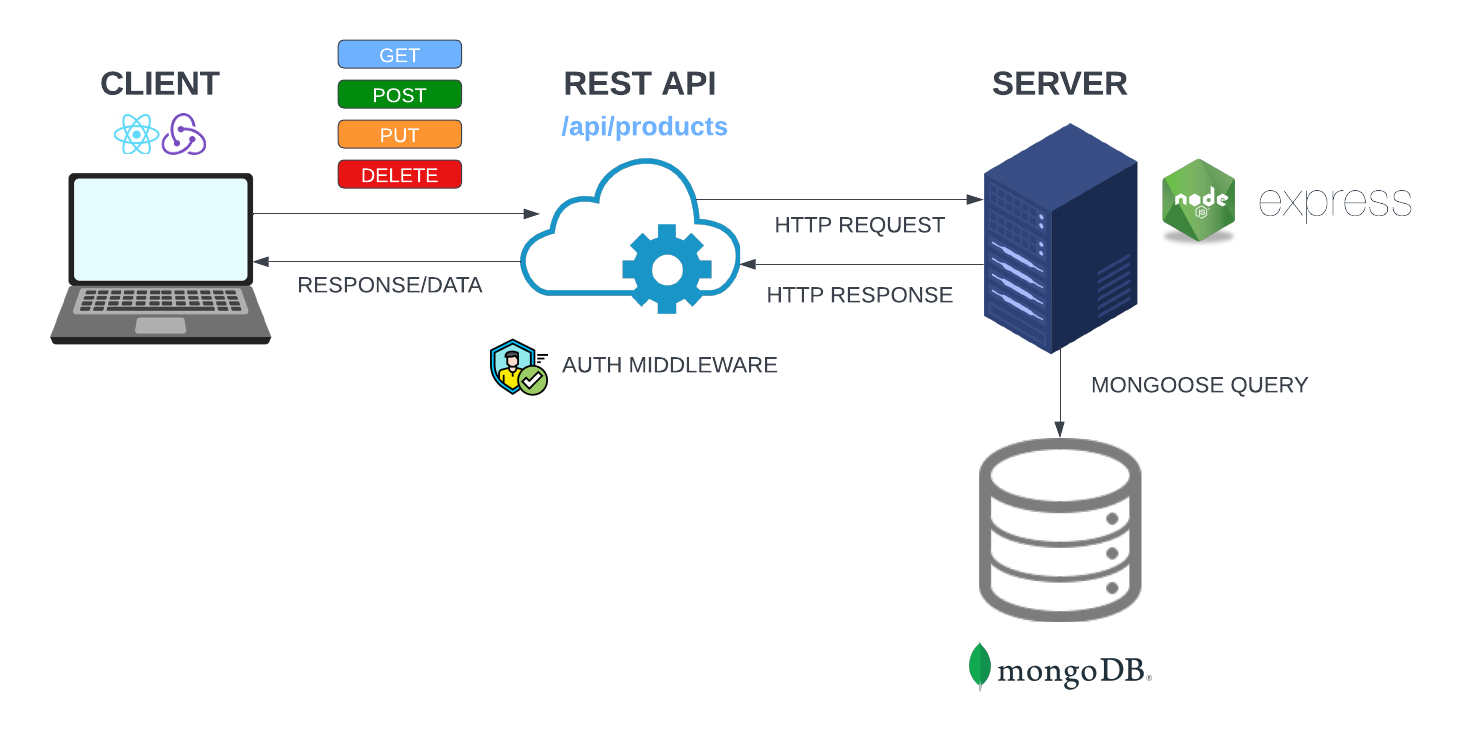 CLIENT
GET
POST
PUT
DELETE
REST API
/api/products
SERVER
node
JS
express
HTTP REQUEST
HTTP RESPONSE
RESPONSE/DATA
AUTH MIDDLEWARE
MONGOOSE QUERY
mongoDB®